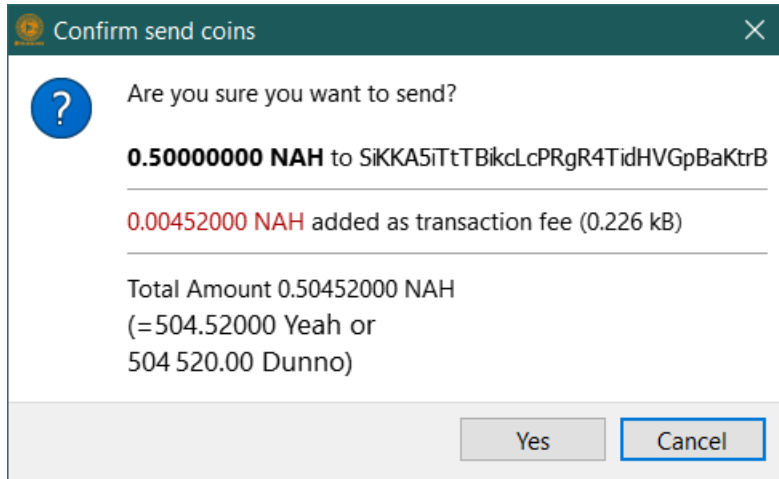 Confirm send coins
Are you sure you want to send?
0.50000000 NAH to SiKKA5iTtTBikcLcPRgR4TidHVGpBaKtrB
0.00452000 NAH added as transaction fee (0.226 kB)
Total Amount 0.50452000 NAH
(=504.52000 Yeah or
504 520.00 Dunno)
Yes
Cancel